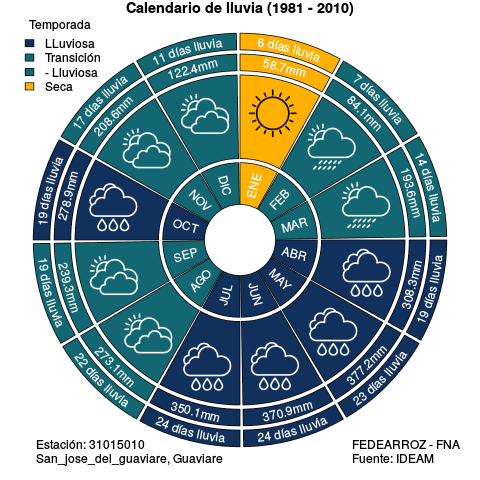 Calendario de lluvia (1981 - 2010)
Temporada
LLuviosa
Transición
- Lluviosa
Seca
6 días lluvia
58.7mm
ENE
7 días lluvia
84.1mm
FEB
14 días lluvia
193.6mm
MAR
19 días lluvia
308.3mm
ABR
23 días lluvia
377.2mm
MAY
24 días lluvia
370.9mm
JUN
24 días lluvia
350.1mm
JUL
22 días lluvia
273.1mm
AGO
19 días lluvia
239.3mm
SEP
19 días lluvia
278.9mm
OCT
17 días lluvia
208.6mm
NOV
11 días lluvia
122.4mm
DIC
Estación: 31015010
San_jose_del_guaviare, Guaviare
FEDEARROZ - FNA
Fuente: IDEAM